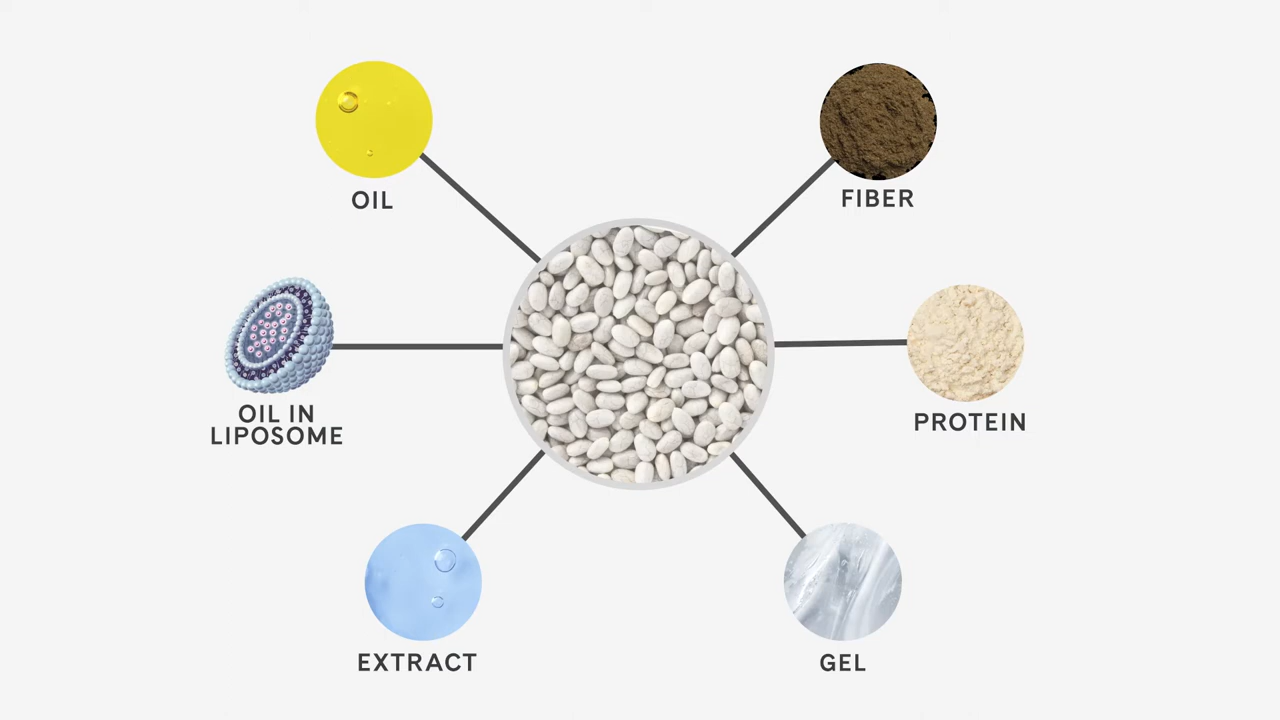 OIL
FIBER
OIL IN
LIPOSOME
PROTEIN
EXTRACT
GEL